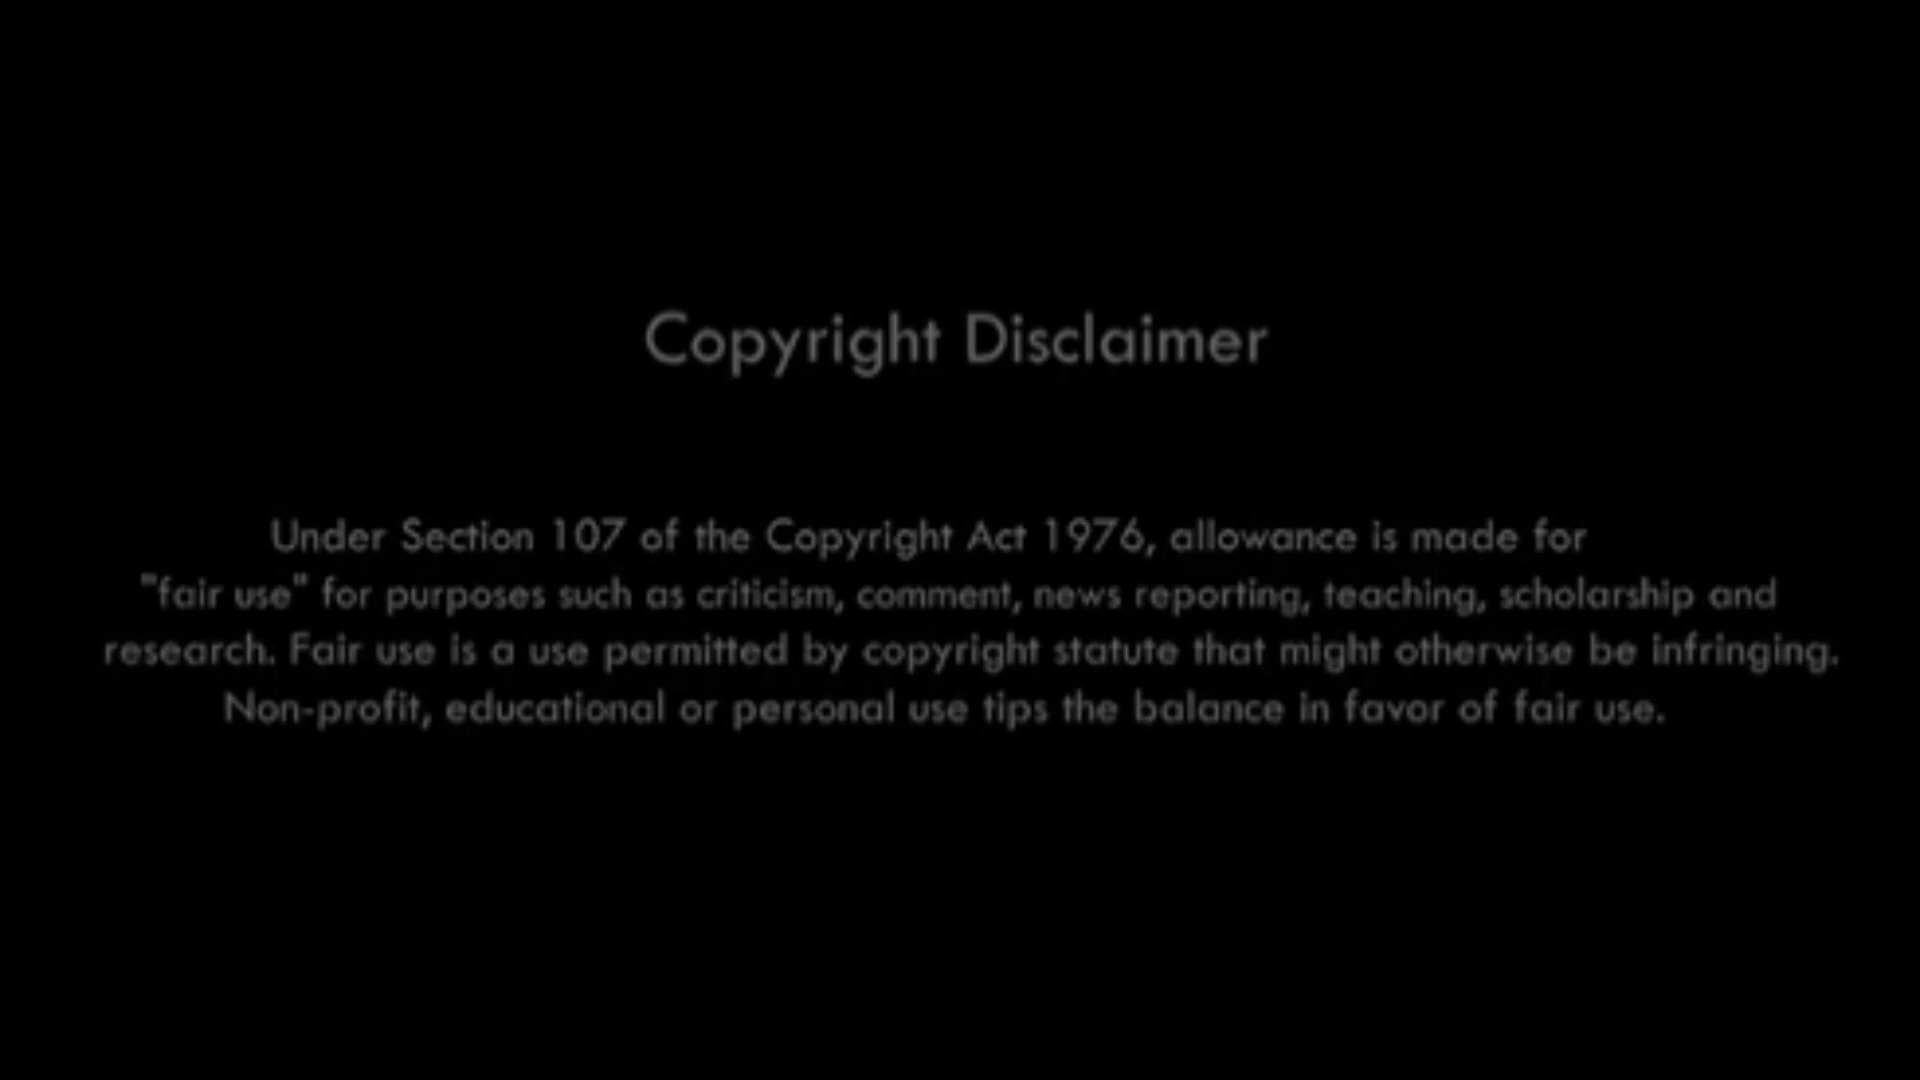 Copyright Disclaimer
Under Section 107 of the Copyright Act 1976, allowance is made for
"fair use" for purposes such as criticism, comment, news reporting, teaching, scholarship and
research. Fair use is a use permitted by copyright statute that might otherwise be infringing.
Non-profit, educational or personal use tips the balance in favor of fair use.